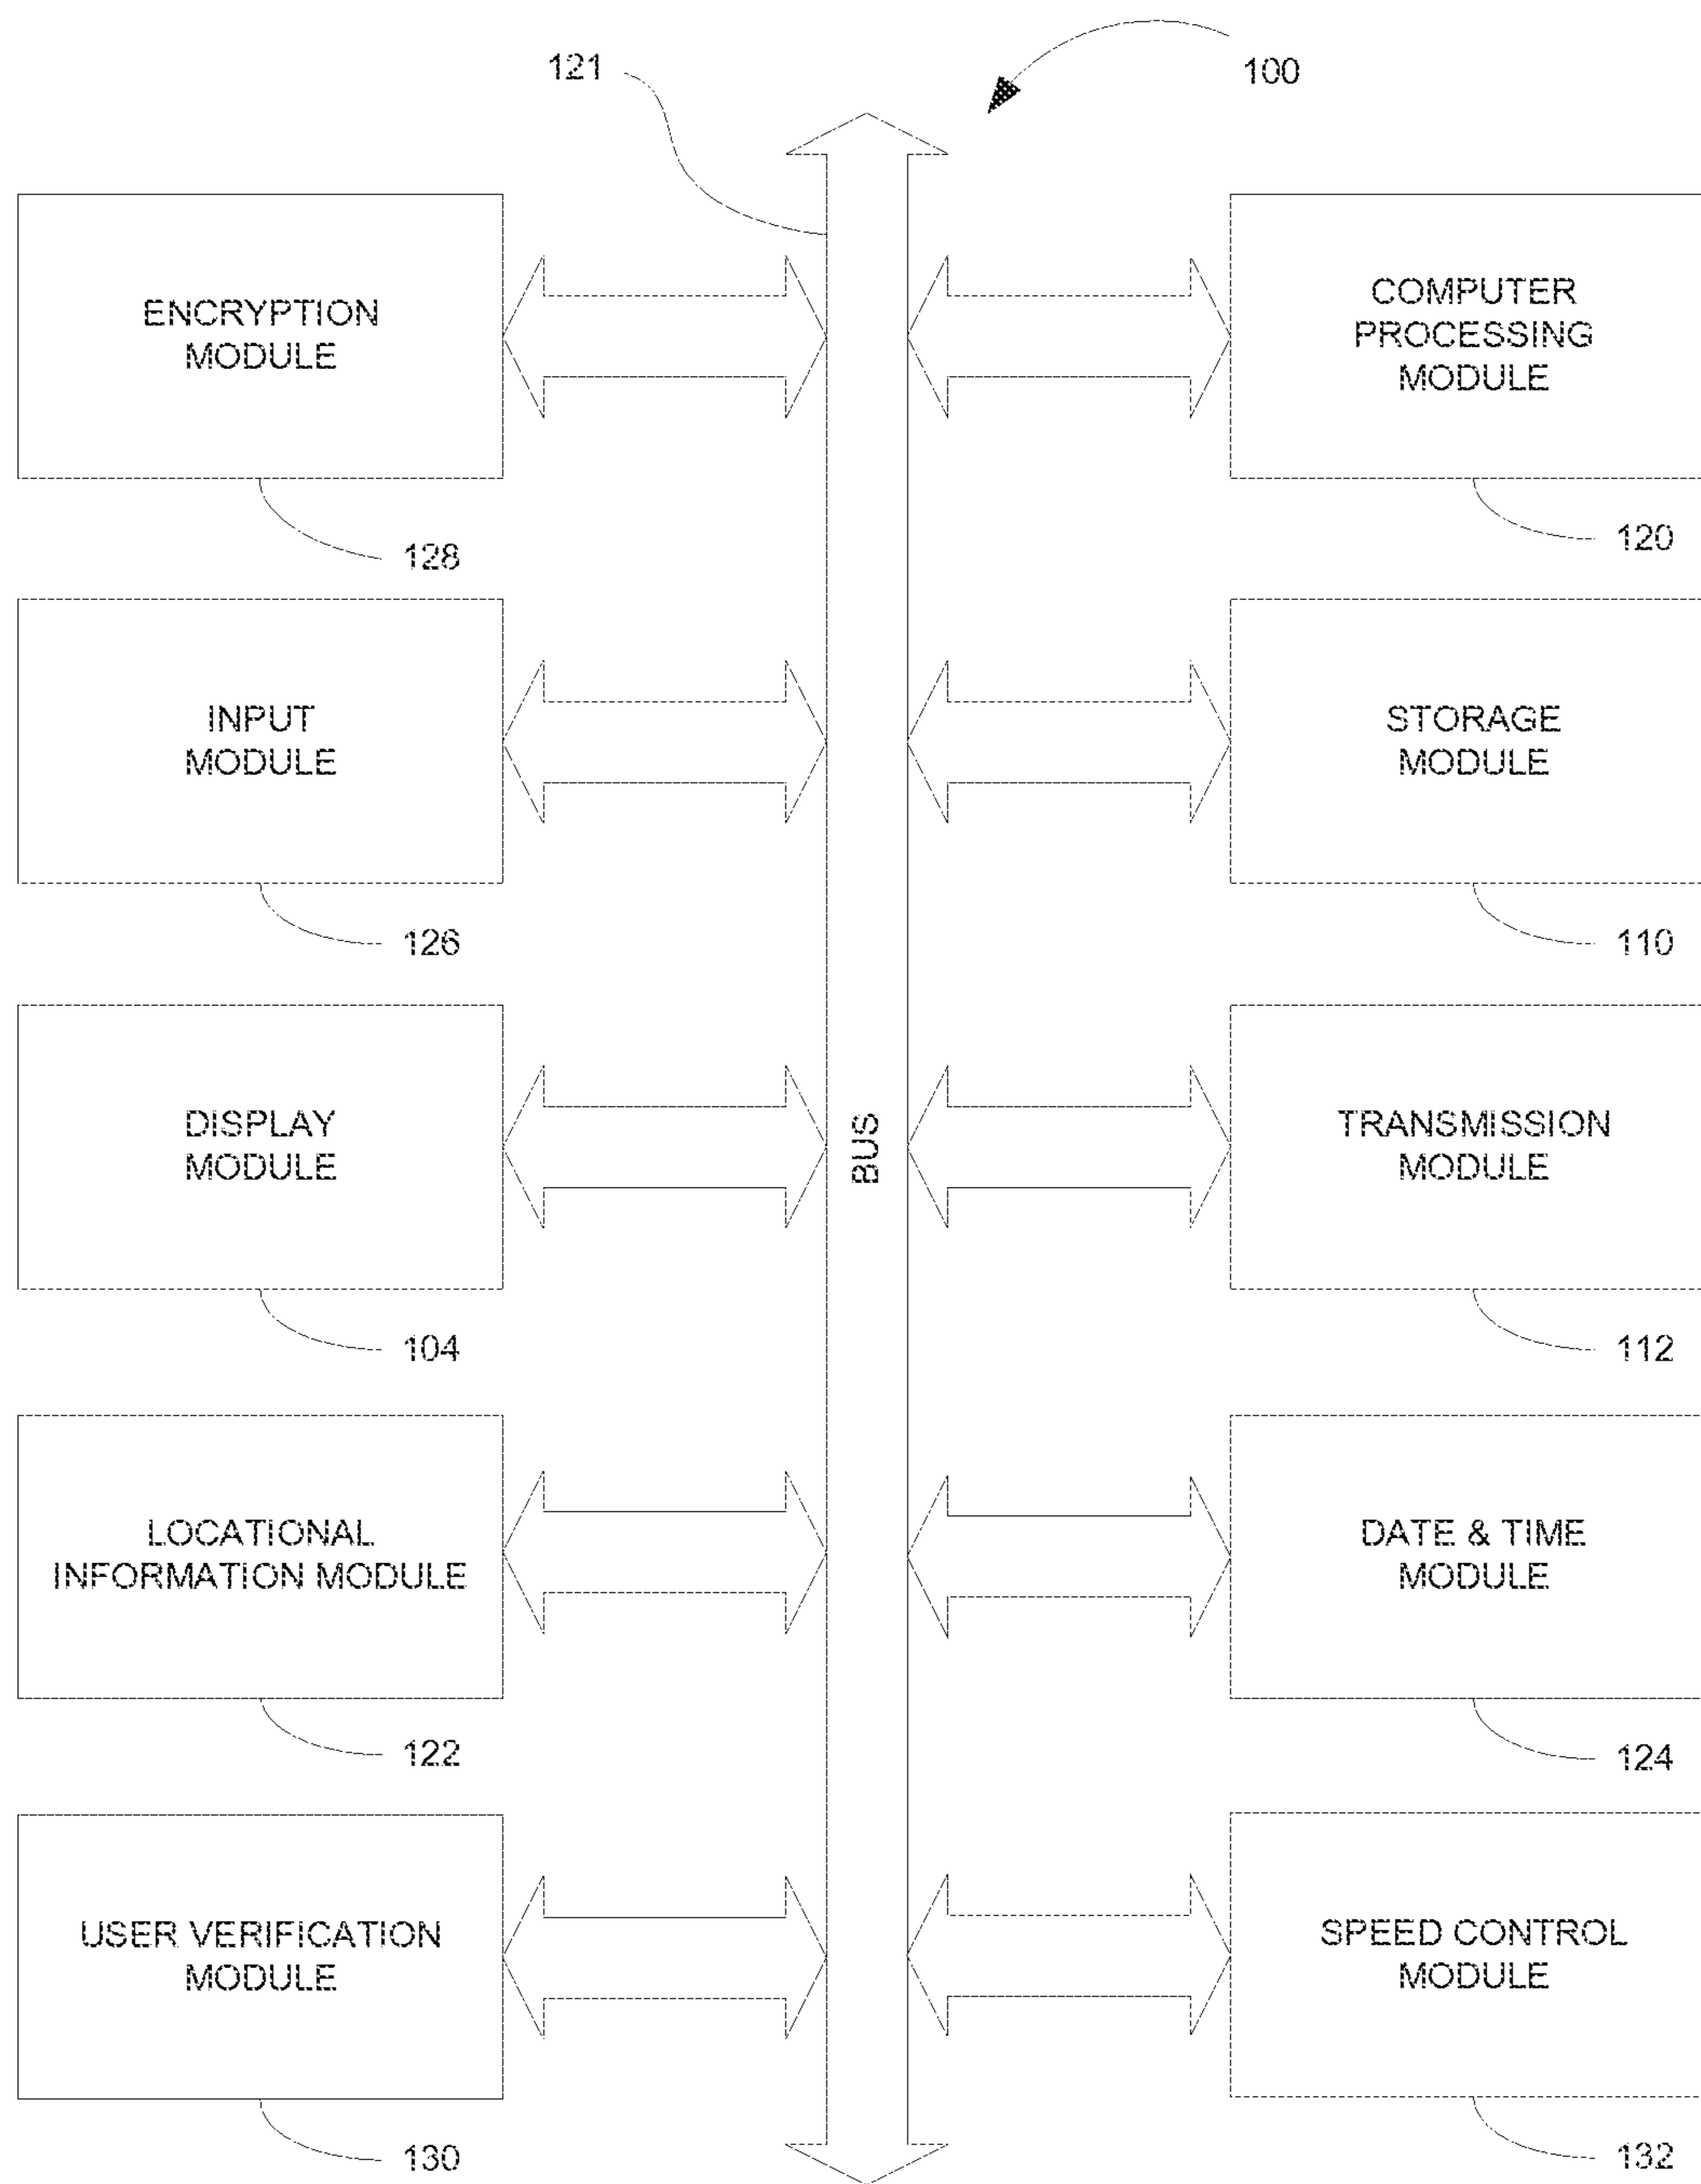 121
100
ENCRYPTION
MODULE
128
COMPUTER
PROCESSING
MODULE
120
INPUT
MODULE
126
STORAGE
MODULE
110
DISPLAY
MODULE
104
BUS
TRANSMISSION
MODULE
112
LOCATIONAL
INFORMATION MODULE
122
DATE & TIME
MODULE
124
USER VERIFICATION
MODULE
130
SPEED CONTROL
MODULE
132